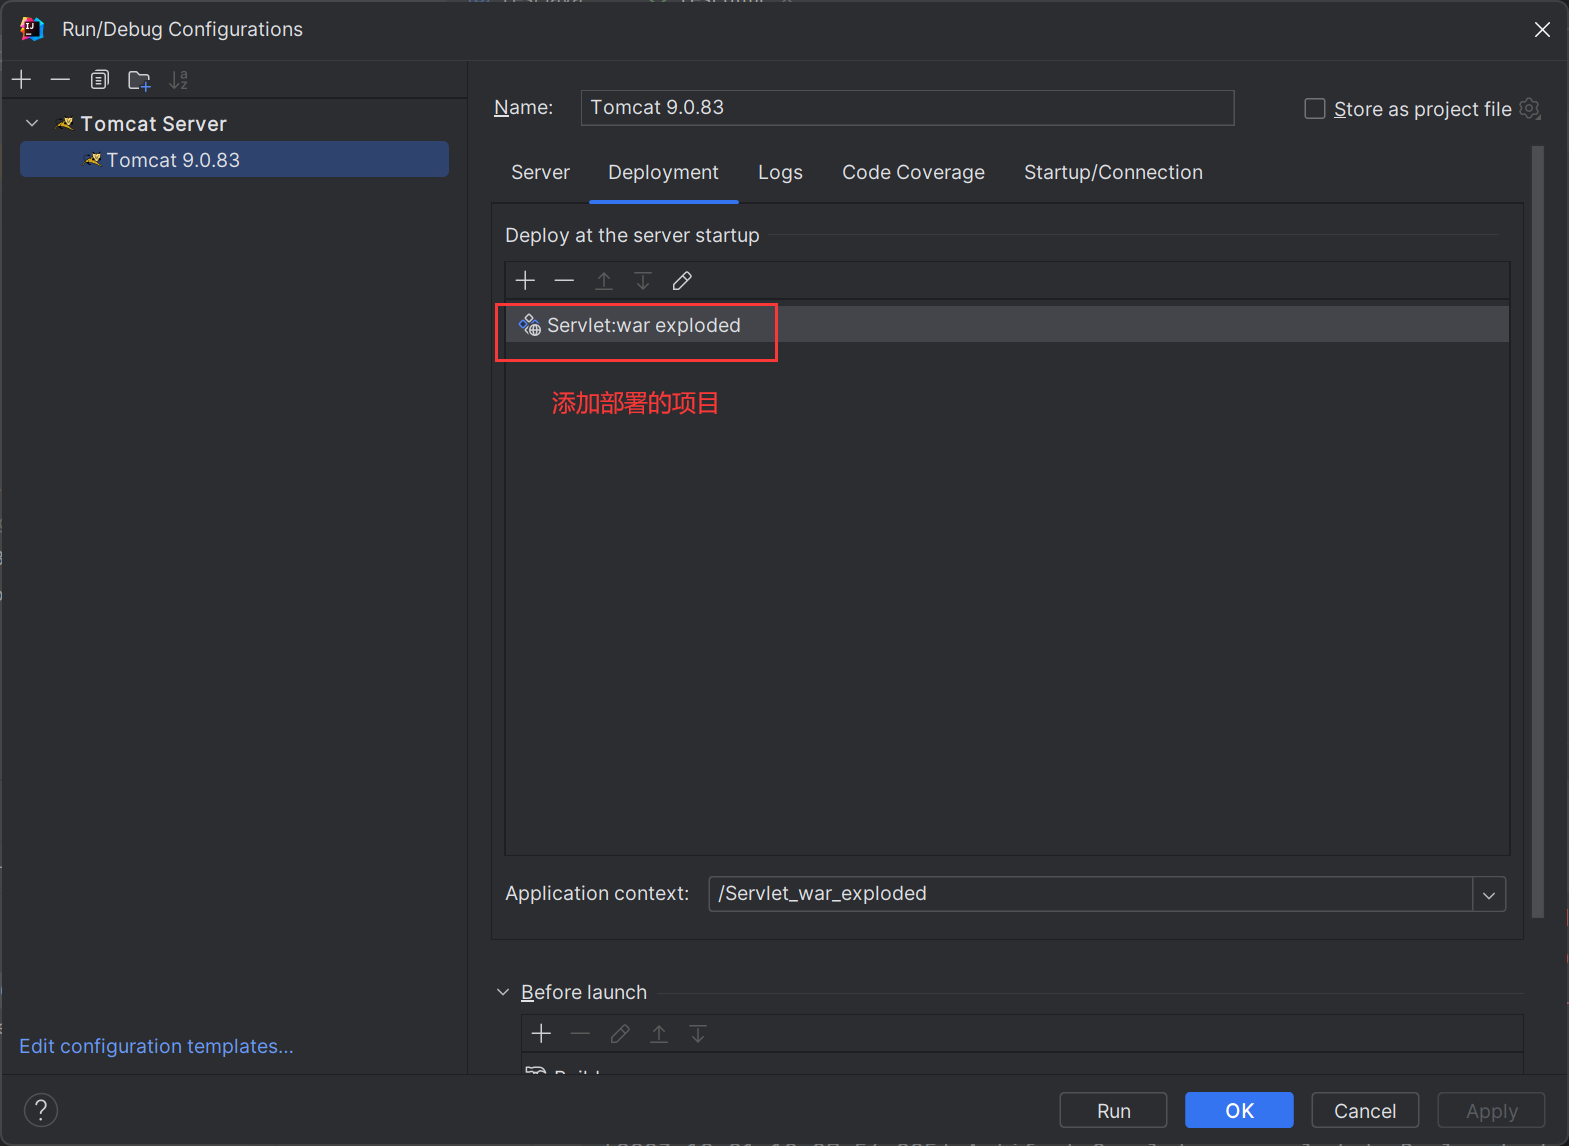 Run/Debug Configurations
Tomcat Server
Tomcat 9.0.83
Name:
Tomcat 9.0.83
Store as project file
Server
Deployment
Logs
Code Coverage
Startup/Connection
Deploy at the server startup
Servlet:war exploded
添加部署的项目
Application context:
/Servlet_war_exploded
Before launch
Edit configuration templates...
?
Run
OK
Cancel
Apply